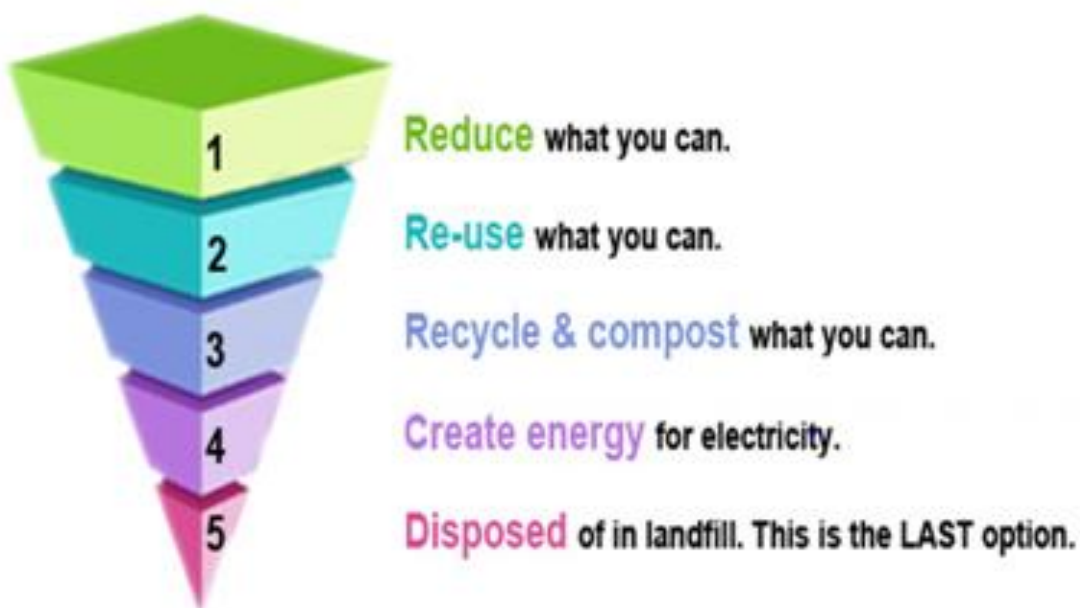 1 Reduce what you can.
2 Re-use what you can.
3 Recycle & compost what you can.
4 Create energy for electricity.
5 Disposed of in landfill. This is the LAST option.